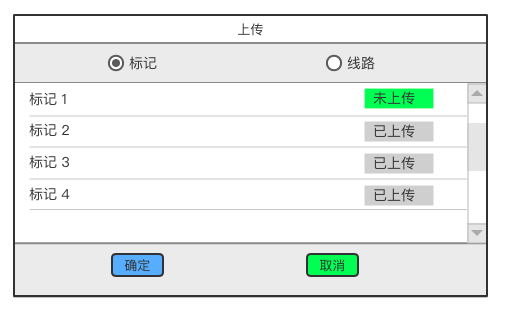 上传
标记 线路
标记 1 未上传
标记 2 已上传
标记 3 已上传
标记 4 已上传
确定 取消